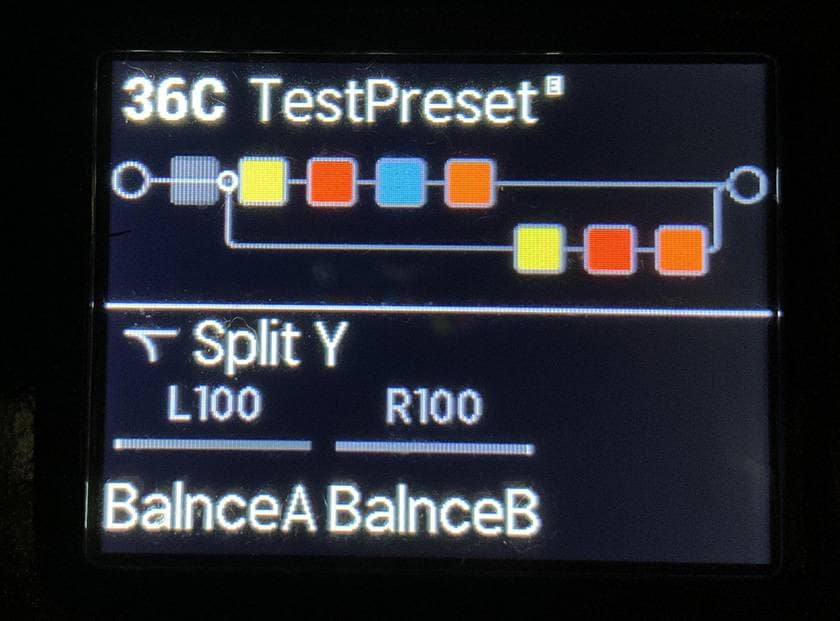 36C TestPreset E
Split Y
L100 R100
BalnceA BalnceB